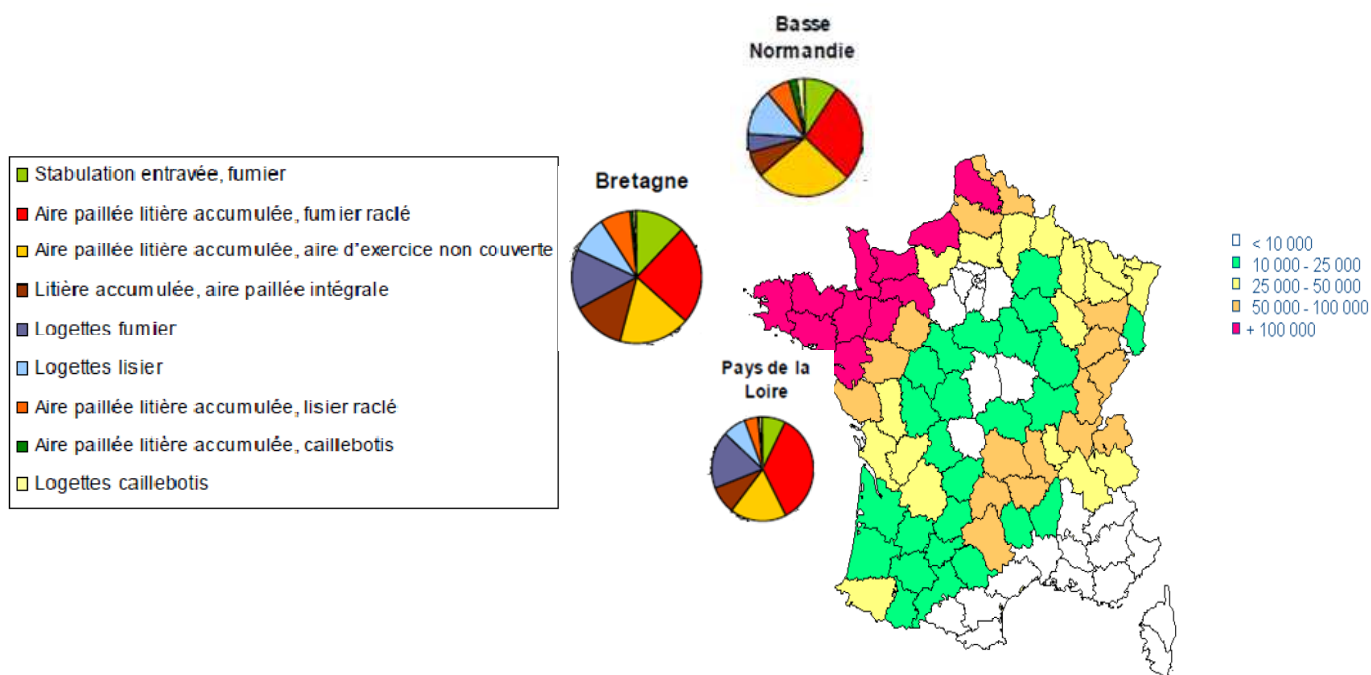 Basse
Normandie
Bretagne
Pays de la
Loire
Stabulation entravée, fumier
Aire paillée litière accumulée, fumier raclé
Aire paillée litière accumulée, aire d'exercice non couverte
Litière accumulée, aire paillée intégrale
Logettes fumier
Logettes lisier
Aire paillée litière accumulée, lisier raclé
Aire paillée litière accumulée, caillebotis
Logettes caillebotis
< 10 000
10 000 - 25 000
25 000 - 50 000
50 000 - 100 000
+ 100 000